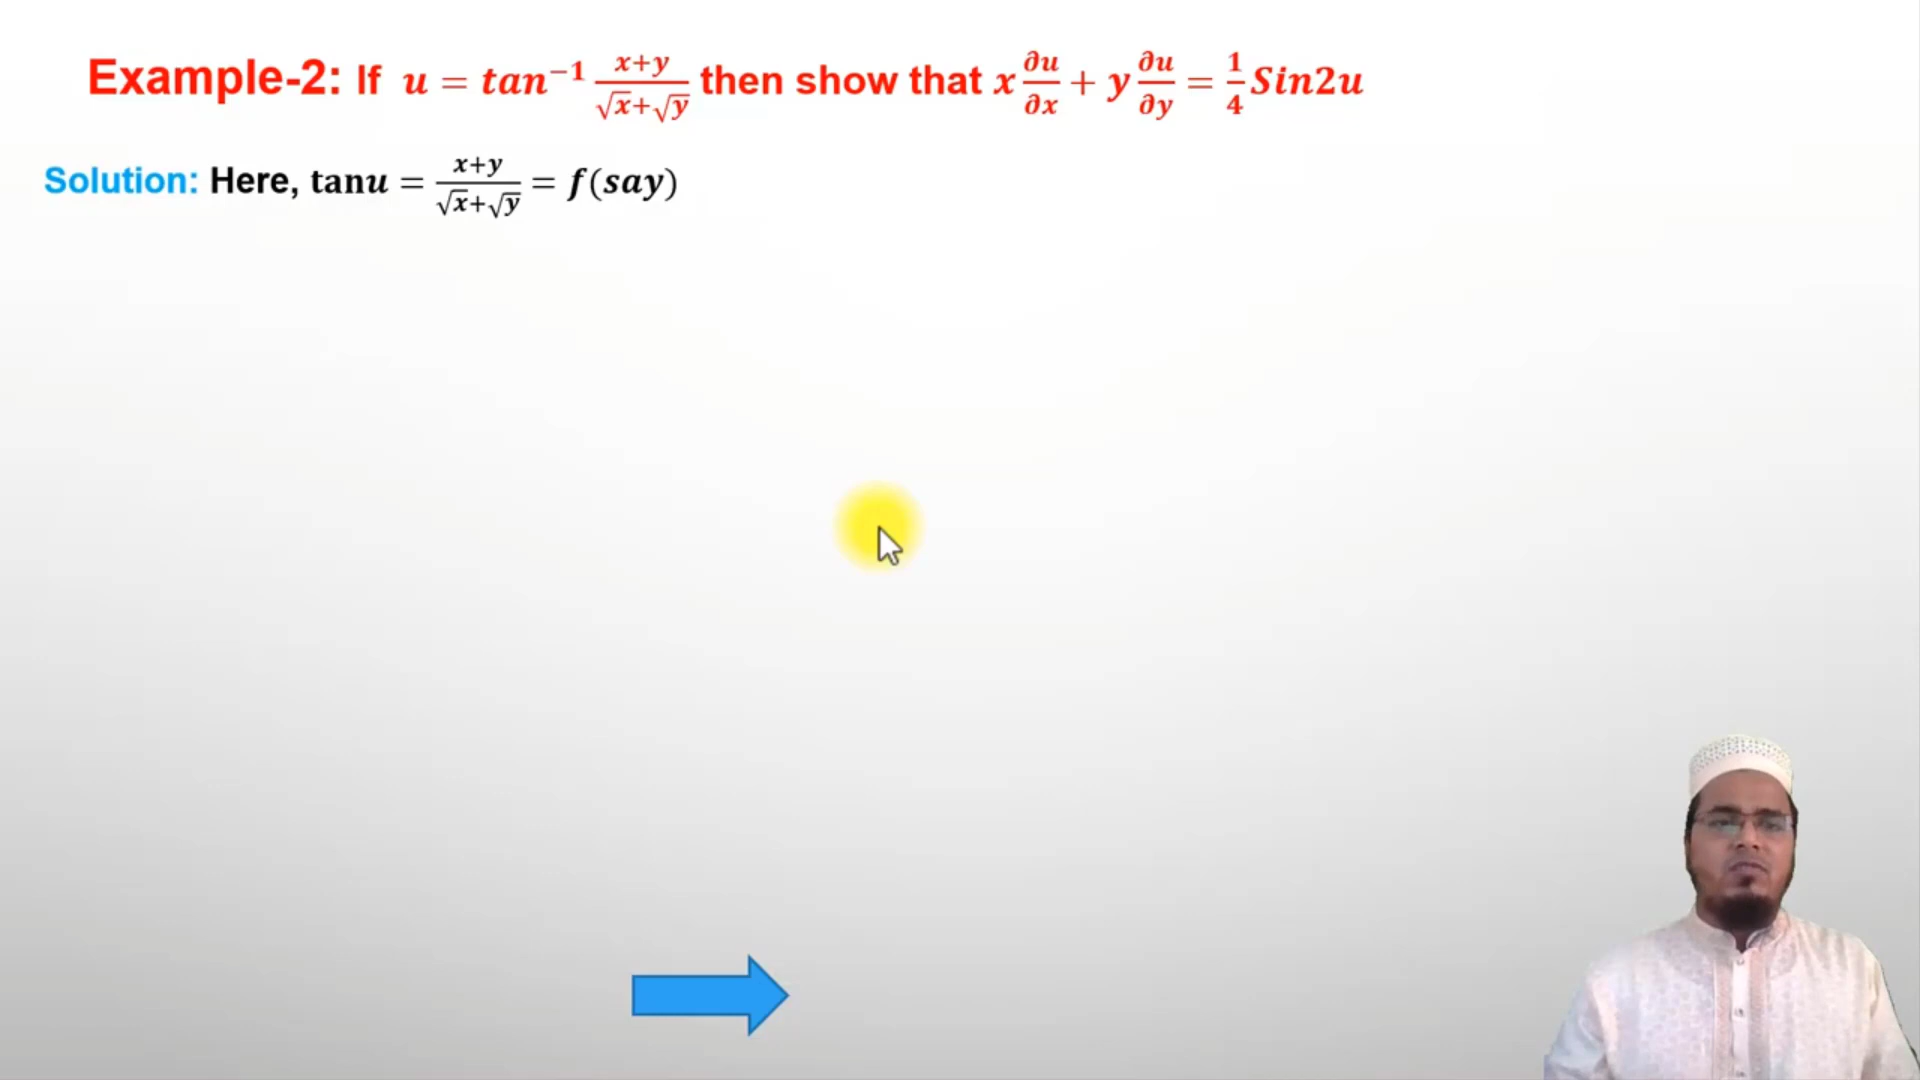 Example-2: If u = tan⁻¹ (x+y)/(√x+√y) then show that x ∂u/∂x + y ∂u/∂y = 1/4 Sin2u
Solution: Here, tanu = (x+y)/(√x+√y) = f(say)